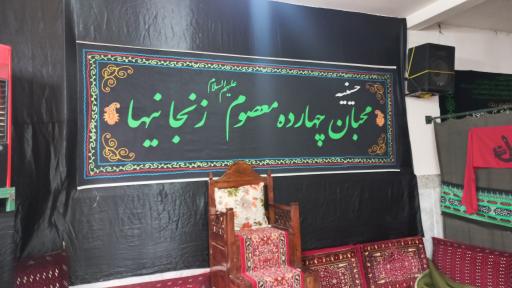 حسینیه
محبان چهارده معصوم علیهم السلام زنجانیها